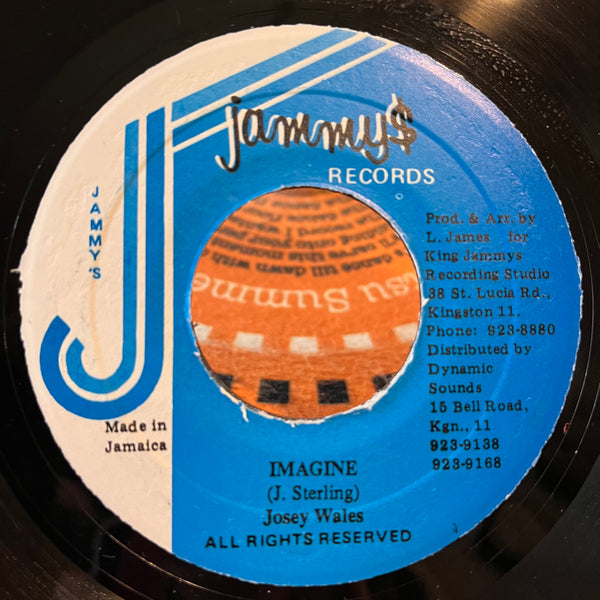 jammy$
RECORDS
JAMMY'S
Prod. & Arr. by
L. James for
King Jammys
Recording Studio
38 St. Lucia Rd.,
Kingston 11.
Phone: 923-8880
Distributed by
Dynamic
Sounds
15 Bell Road,
Kgn., 11
923-9138
923-9168
Made in
Jamaica
IMAGINE
(J. Sterling)
Josey Wales
ALL RIGHTS RESERVED